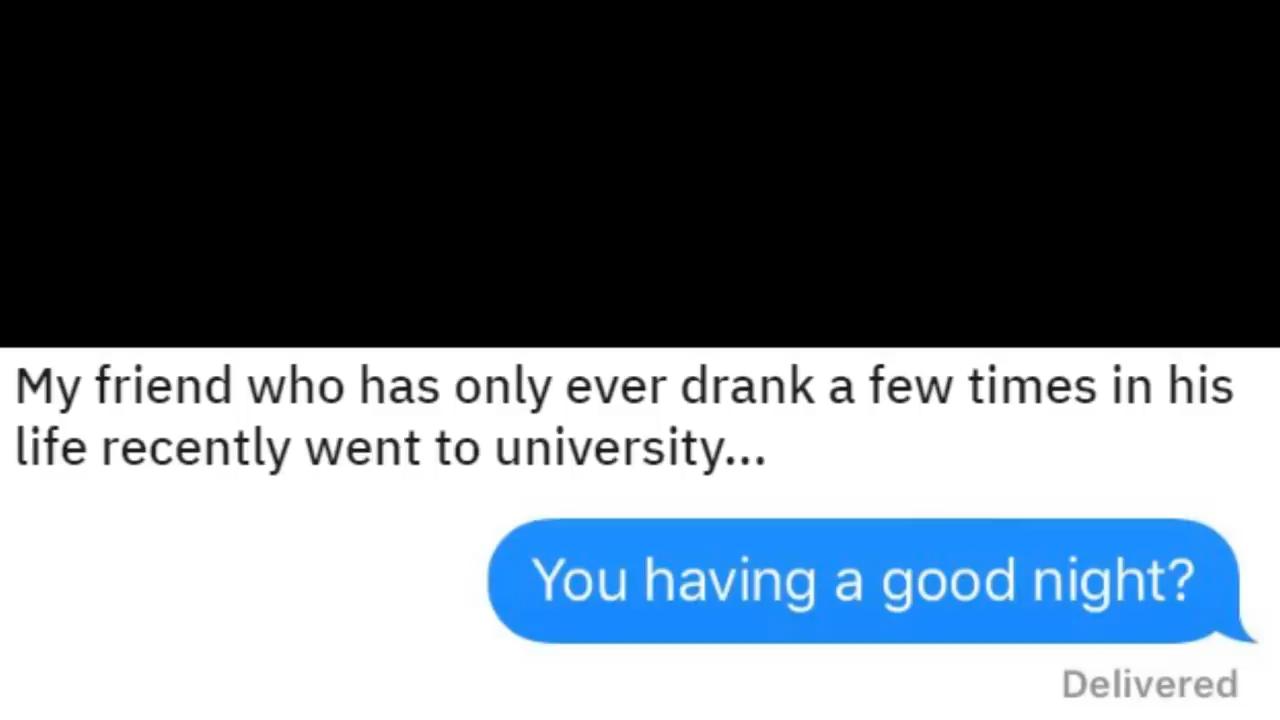 My friend who has only ever drank a few times in his
life recently went to university...
You having a good night?
Delivered